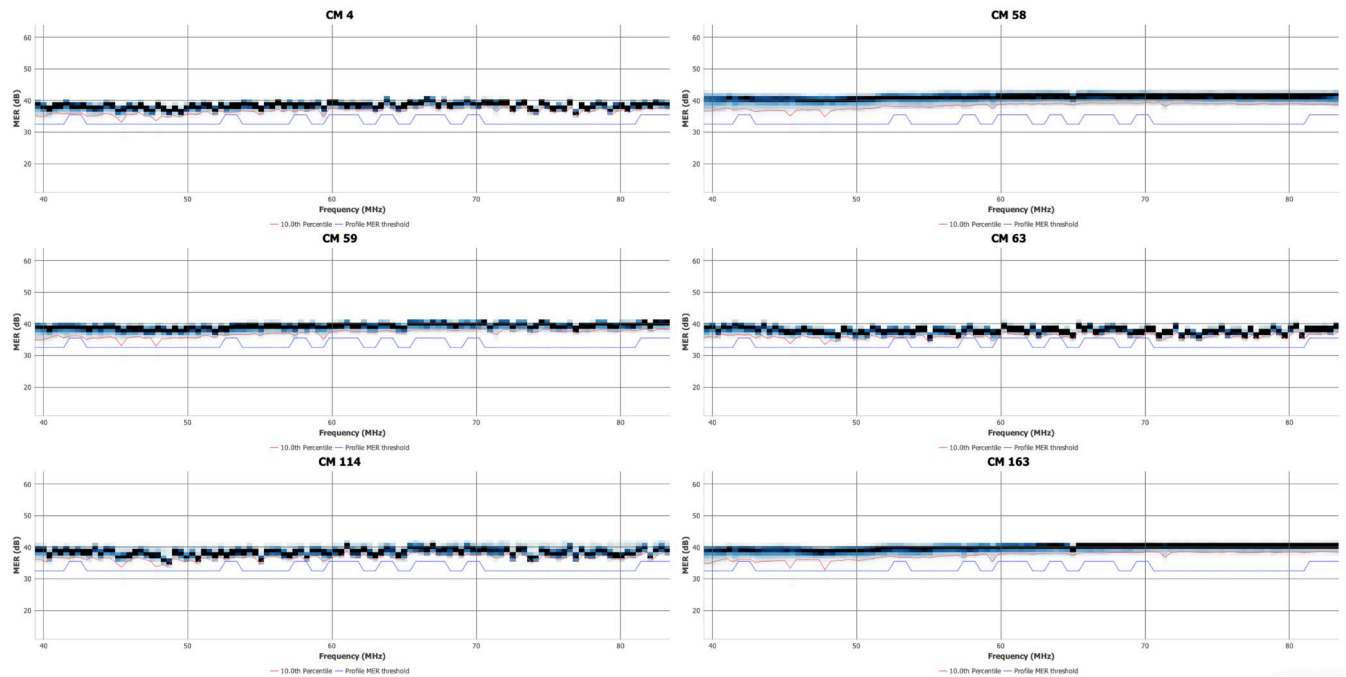 CM 4
60
50
40
30
20
MER (dB)
40 50 60 70 80
Frequency (MHz)
10.0th Percentile Profile MER threshold
CM 58
60
50
40
30
20
MER (dB)
40 50 60 70 80
Frequency (MHz)
10.0th Percentile Profile MER threshold
CM 59
60
50
40
30
20
MER (dB)
40 50 60 70 80
Frequency (MHz)
10.0th Percentile Profile MER threshold
CM 63
60
50
40
30
20
MER (dB)
40 50 60 70 80
Frequency (MHz)
10.0th Percentile Profile MER threshold
CM 114
60
50
40
30
20
MER (dB)
40 50 60 70 80
Frequency (MHz)
10.0th Percentile Profile MER threshold
CM 163
60
50
40
30
20
MER (dB)
40 50 60 70 80
Frequency (MHz)
10.0th Percentile Profile MER threshold